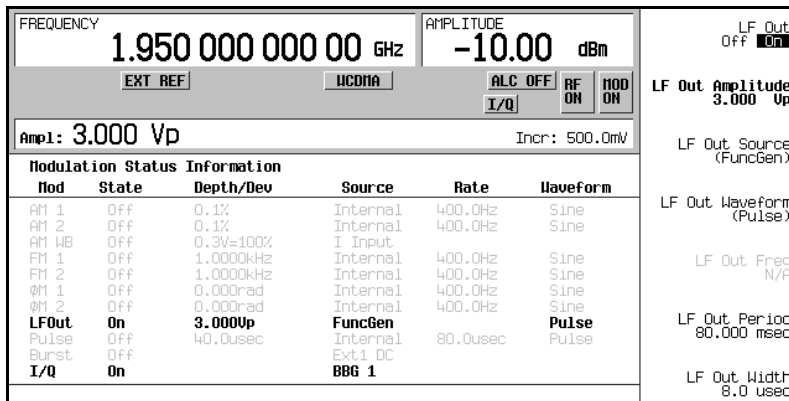 FREQUENCY
1.950 000 000 00 GHz
AMPLITUDE
-10.00 dBm
EXT REF
WCDMA
ALC OFF
I/Q
RF ON
MOD ON
Ampl: 3.000 Vp
Incr: 500.0mV
Modulation Status Information
Mod State Depth/Dev Source Rate Waveform
AM 1 Off 0.1% Internal 400.0Hz Sine
AM 2 Off 0.1% Internal 400.0Hz Sine
AM WB Off 0.3V=100% I Input
FM 1 Off 1.0000kHz Internal 400.0Hz Sine
FM 2 Off 1.0000kHz Internal 400.0Hz Sine
ΦM 1 Off 0.000rad Internal 400.0Hz Sine
ΦM 2 Off 0.000rad Internal 400.0Hz Sine
LFOut On 3.000Vp FuncGen Pulse
Pulse Off 40.0usec Internal 80.0usec Pulse
Burst Off Ext1 DC
I/Q On BBG 1
LF Out
Off On
LF Out Amplitude
3.000 Vp
LF Out Source
(FuncGen)
LF Out Waveform
(Pulse)
LF Out Freq
N/A
LF Out Period
80.000 msec
LF Out Width
8.0 usec